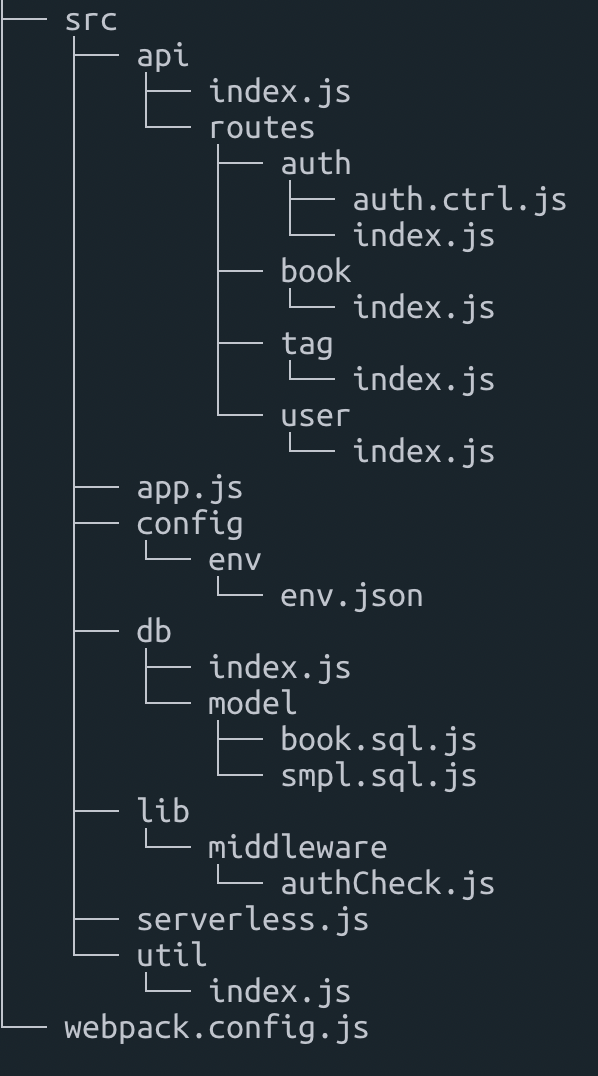 src
api
index.js
routes
auth
auth.ctrl.js
index.js
book
index.js
tag
index.js
user
index.js
app.js
config
env
env.json
db
index.js
model
book.sql.js
smpl.sql.js
lib
middleware
authCheck.js
serverless.js
util
index.js
webpack.config.js